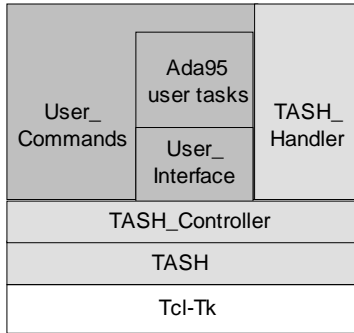 Ada95
user tasks
User_
Commands
User_
Interface
TASH_
Handler
TASH_Controller
TASH
Tcl-Tk